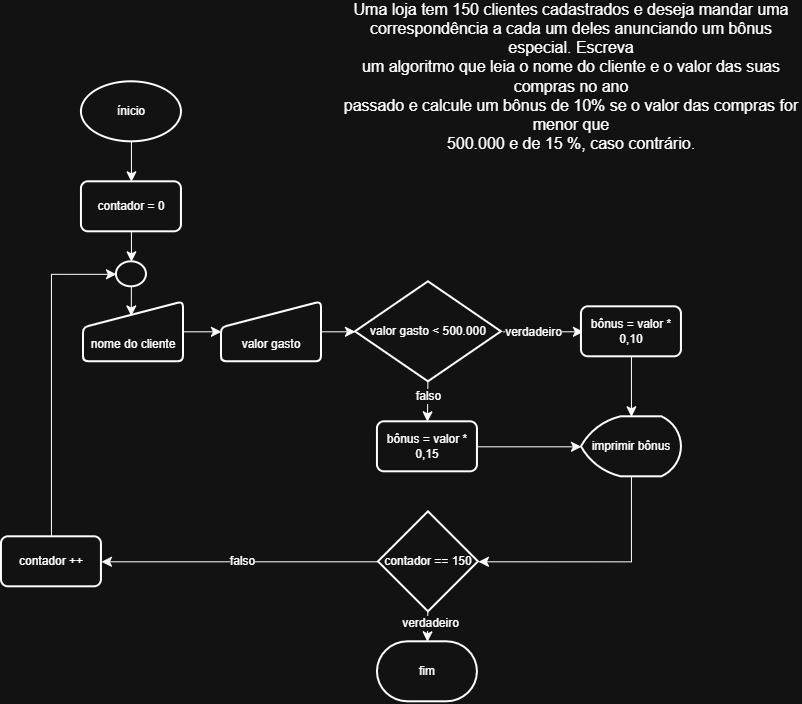 Uma loja tem 150 clientes cadastrados e deseja mandar uma
correspondência a cada um deles anunciando um bônus
especial. Escreva
um algoritmo que leia o nome do cliente e o valor das suas
compras no ano
passado e calcule um bônus de 10% se o valor das compras for
menor que
500.000 e de 15 %, caso contrário.
ínicio
contador = 0
nome do cliente
valor gasto
valor gasto < 500.000
verdadeiro
bônus = valor *
0,10
falso
bônus = valor *
0,15
imprimir bônus
contador == 150
falso
contador ++
verdadeiro
fim